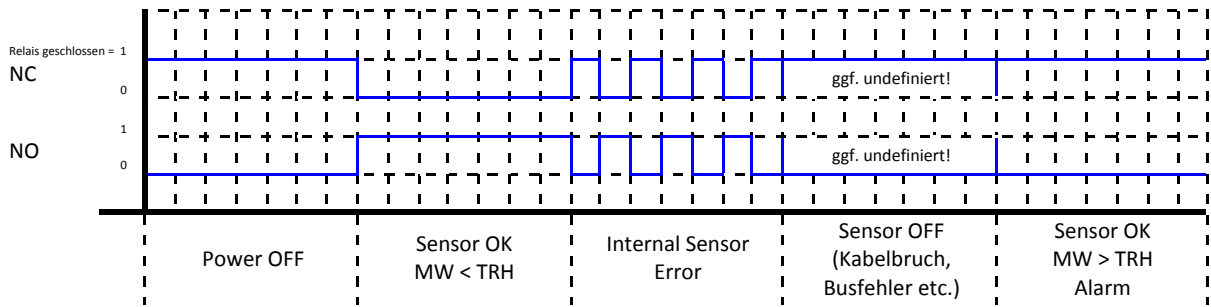 Relais geschlossen = 1
NC
0
ggf. undefiniert!
1
NO
0
ggf. undefiniert!
Power OFF
Sensor OK
MW < TRH
Internal Sensor
Error
Sensor OFF
(Kabelbruch,
Busfehler etc.)
Sensor OK
MW > TRH
Alarm